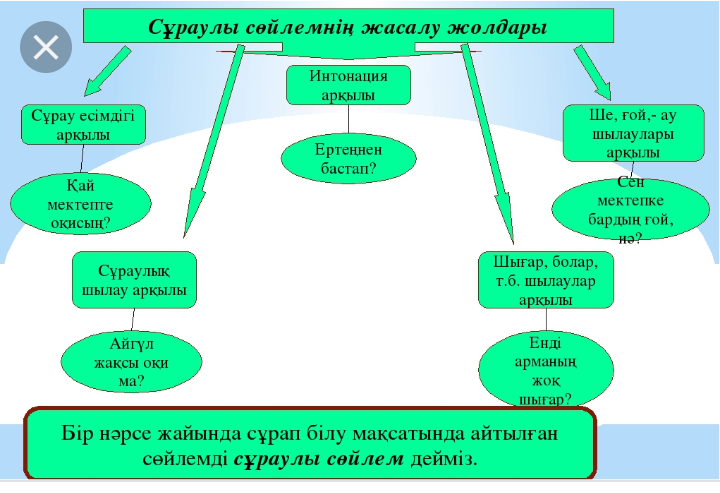 Сұраулы сөйлемнің жасалу жолдары
Интонация
арқылы
Ертеңнен
бастап?
Сұрау есімдігі
арқылы
Қай
мектепте
оқисың?
Ше, ғой,- ау
шылаулары
арқылы
Сен
мектепке
бардың ғой,
иә?
Сұраулық
шылау арқылы
Айгүл
жақсы оқи
ма?
Шығар, болар,
т.б. шылаулар
арқылы
Енді
арманың
жоқ
шығар?
Бір нәрсе жайында сұрап білу мақсатында айтылған
сөйлемді сұраулы сөйлем дейміз.